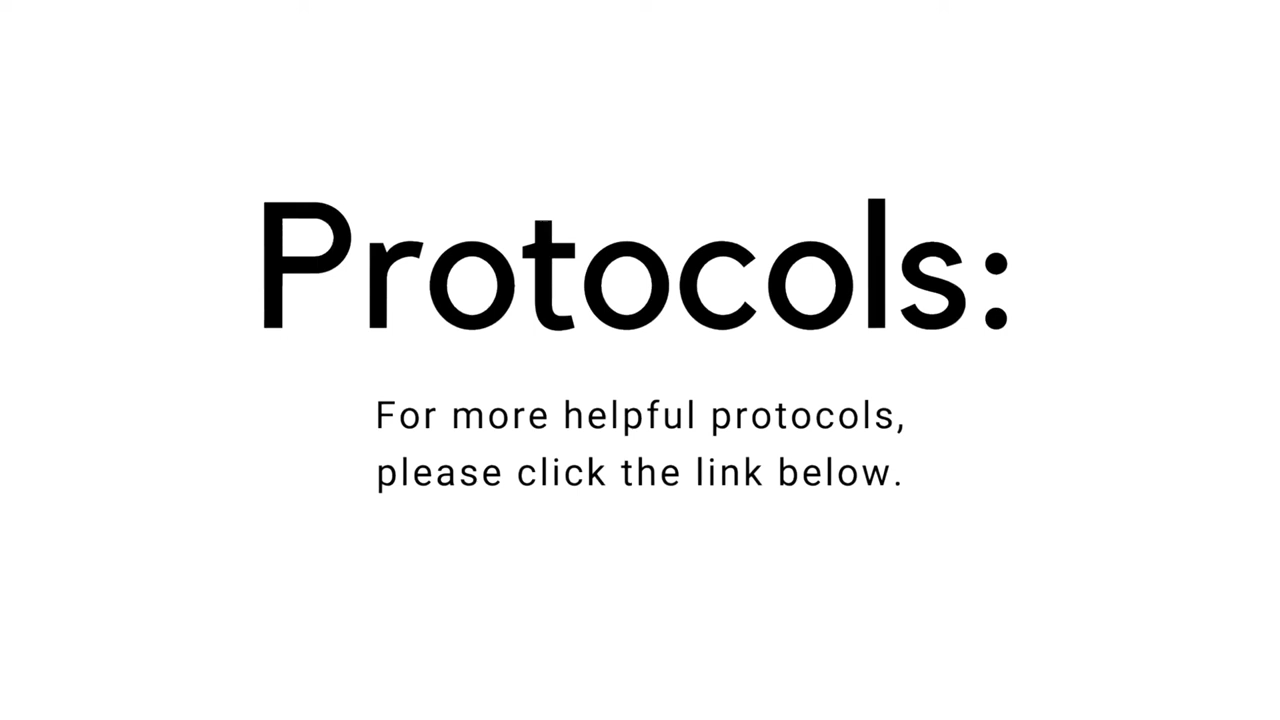 Protocols:
For more helpful protocols,
please click the link below.